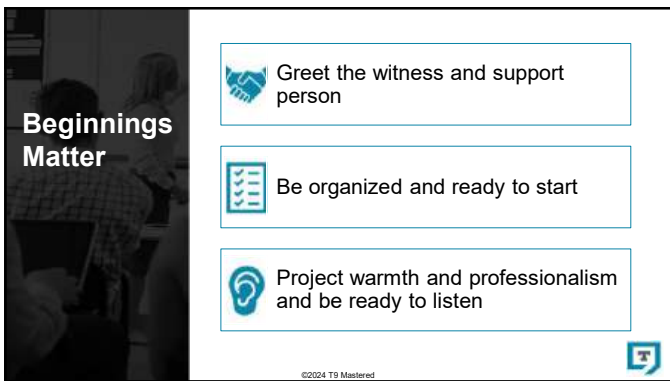 Beginnings
Matter
Greet the witness and support
person
Be organized and ready to start
Project warmth and professionalism
and be ready to listen
©2024 T9 Mastered
T